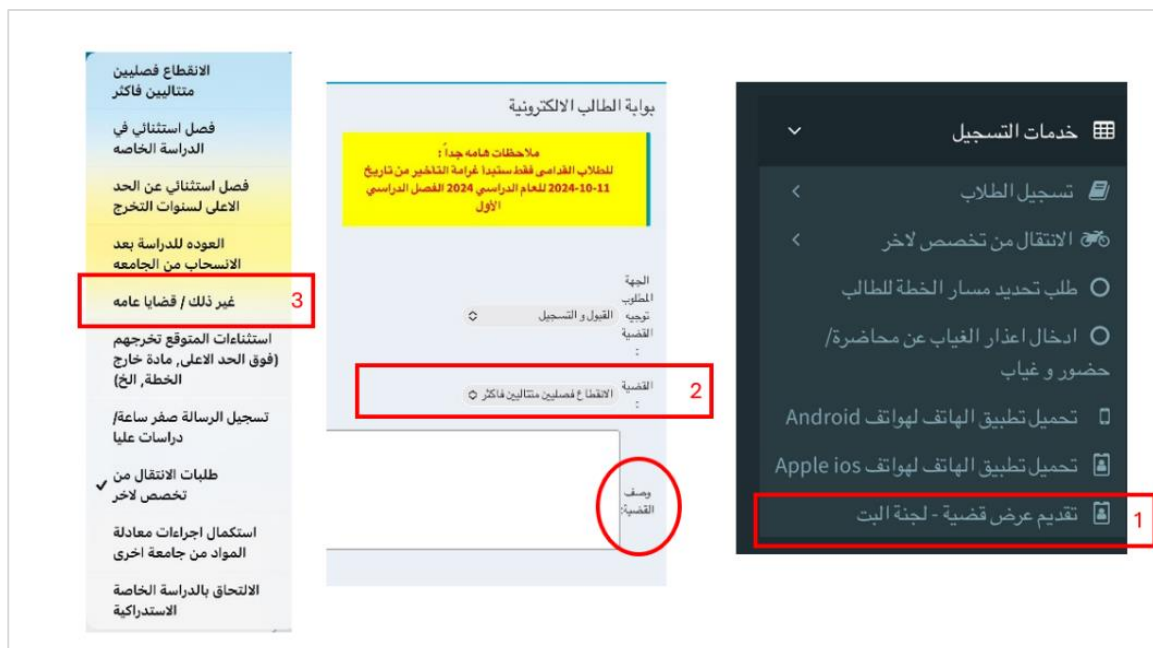 خدمات التسجيل
تسجيل الطلاب
الانتقال من تخصص لاخر
طلب تحديد مسار الخطة للطالب
ادخال اعذار الغياب عن محاضرة/
حضور و غياب
تحميل تطبيق الهاتف لهواتف Android
تحميل تطبيق الهاتف لهواتف Apple ios
تقديم عرض قضية - لجنة البت
1
بوابة الطالب الالكترونية
ملاحظات هامه جداً :
للطلاب القدامى فقط ستبدا غرامة التاخير من تاريخ
2024-10-11 للعام الدراسي 2024 الفصل الدراسي
الأول
الجهة
المطلوب
توجيه
القضية
:
القبول و التسجيل
القضية
:
الانقطاع فصليين متتاليين فاكثر
2
وصف
القضية:
الانقطاع فصليين
متتاليين فاكثر
فصل استثنائي في
الدراسة الخاصه
فصل استثنائي عن الحد
الاعلى لسنوات التخرج
العوده للدراسة بعد
الانسحاب من الجامعه
غير ذلك / قضايا عامه
3
استثناءات المتوقع تخرجهم
(فوق الحد الاعلى, مادة خارج
الخطة, الخ)
تسجيل الرسالة صفر ساعة/
دراسات عليا
طلبات الانتقال من
تخصص لاخر
استكمال اجراءات معادلة
المواد من جامعة اخرى
الالتحاق بالدراسة الخاصة
الاستدراكية